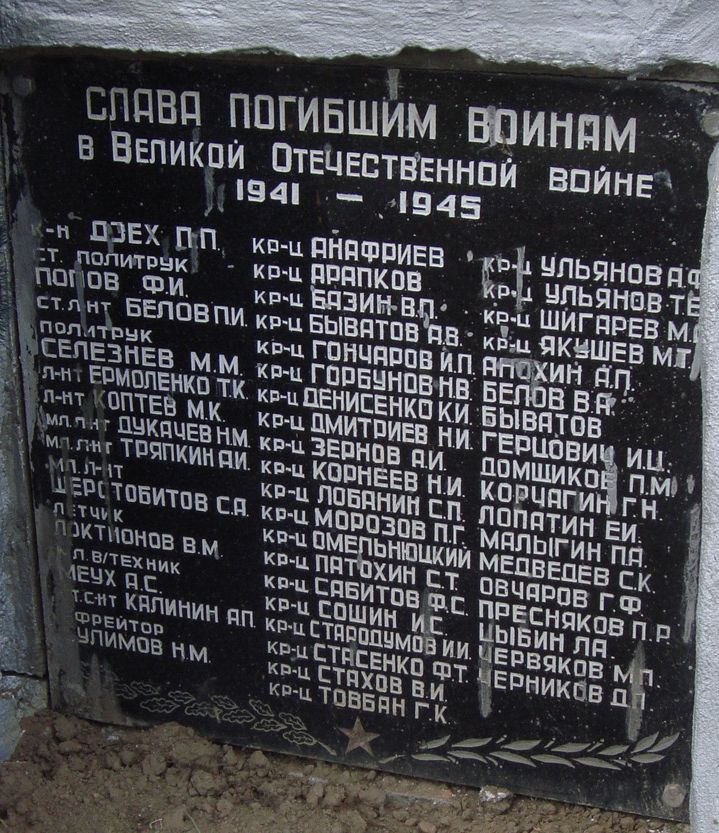 СЛАВА ПОГИБШИМ ВОИНАМ
В ВЕЛИКОЙ ОТЕЧЕСТВЕННОЙ ВОЙНЕ
1941 — 1945
К-Н ДЗЕХ П.П.
СТ. ПОЛИТРУК
ПОПОВ Ф.И.
СТ. Л-НТ БЕЛОВ П.И.
ПОЛИТРУК
СЕЛЕЗНЕВ М.М.
Л-НТ ЕРМОЛЕНКО Т.К.
Л-НТ КОПТЕВ М.К.
МЛ. Л-НТ ДУКАЧЕВ Н.М.
МЛ. Л-НТ ТРЯПКИН А.И.
МЛ. Л-НТ
ШЕРСТОБИТОВ С.А.
ЛЕТЧИК
ЛОКТИОНОВ В.М.
МЛ. В/ТЕХНИК
МЕУХ А.С.
СТ. С-НТ КАЛИНИН А.П.
ЕФРЕЙТОР
УЛИМОВ Н.М.
КР-Ц АНАФРИЕВ
КР-Ц АРАПКОВ
КР-Ц БАЗИН В.П.
КР-Ц БЫВАТОВ А.В.
КР-Ц ГОНЧАРОВ И.П.
КР-Ц ГОРБУНОВ Н.В.
КР-Ц ДЕНИСЕНКО К.И.
КР-Ц ДМИТРИЕВ Н.И.
КР-Ц ЗЕРНОВ А.И.
КР-Ц КОРНЕЕВ Н.И.
КР-Ц ЛОБАНИН С.П.
КР-Ц МОРОЗОВ П.Г.
КР-Ц ОМЕЛЬНЮЦКИЙ
КР-Ц ПАТОХИН С.Т.
КР-Ц САБИТОВ Ф.С.
КР-Ц СОШИН И.С.
КР-Ц СТАРОДУМОВ И.И.
КР-Ц СТАСЕНКО Ф.Т.
КР-Ц СТАХОВ В.И.
КР-Ц ТОВБАН Г.К.
КР-Ц УЛЬЯНОВ А.Ф.
КР-Ц УЛЬЯНОВ Т.Е.
КР-Ц ШИГАРЕВ
КР-Ц ЯКУШЕВ М.Т.
АНОХИН А.П.
БЕЛОВ В.А.
БЫВАТОВ
ГЕРЦОВИЧ И.Ц.
ДОМЩИКОВ П.М.
КОРЧАГИН Г.Н.
ЛОПАТИН Е.И.
МАЛЫГИН П.А.
МЕДВЕДЕВ С.К.
ОВЧАРОВ Г.Ф.
ПРЕСНЯКОВ П.Р.
ЦЫБИН Л.А.
ЧЕРВЯКОВ М.П.
ЧЕРНИКОВ Д.П.